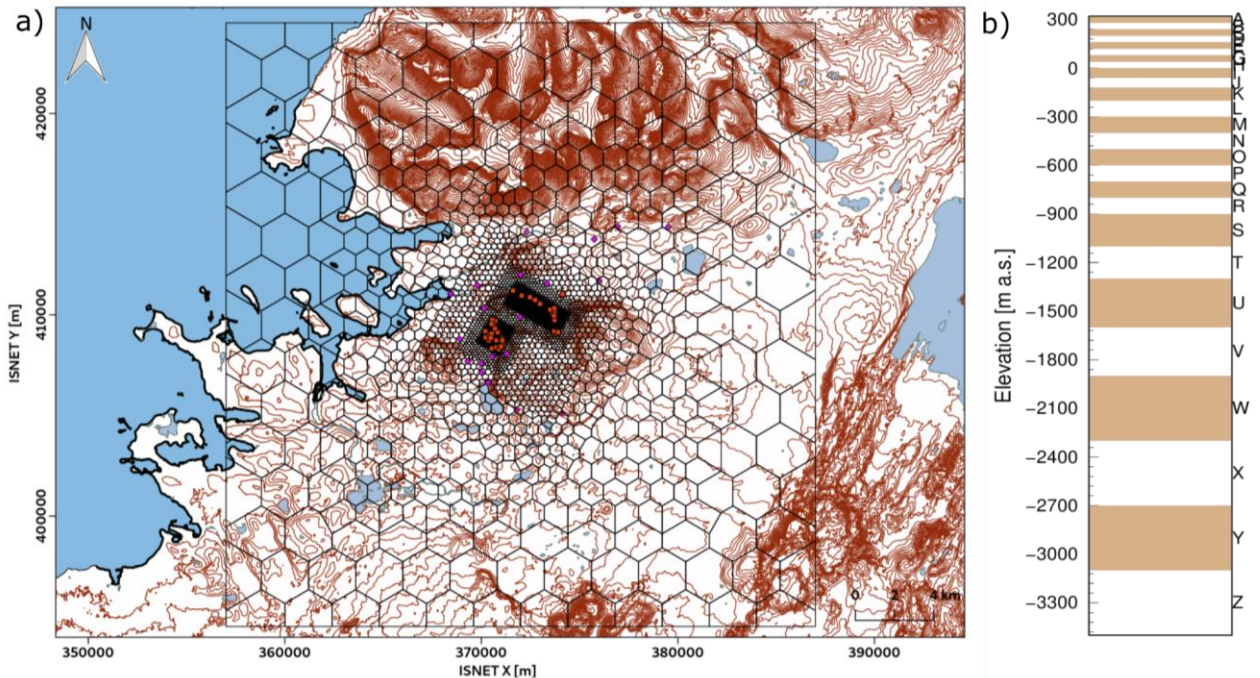 a)
N
420000
410000
400000
ISNET Y [m]
350000
360000
370000
380000
390000
ISNET X [m]
0 2 4 km
b)
300
0
−300
−600
−900
−1200
−1500
−1800
−2100
−2400
−2700
−3000
−3300
Elevation [m a.s.]
A
G
K
L
M
N
O
P
Q
R
S
T
U
V
W
X
Y
Z